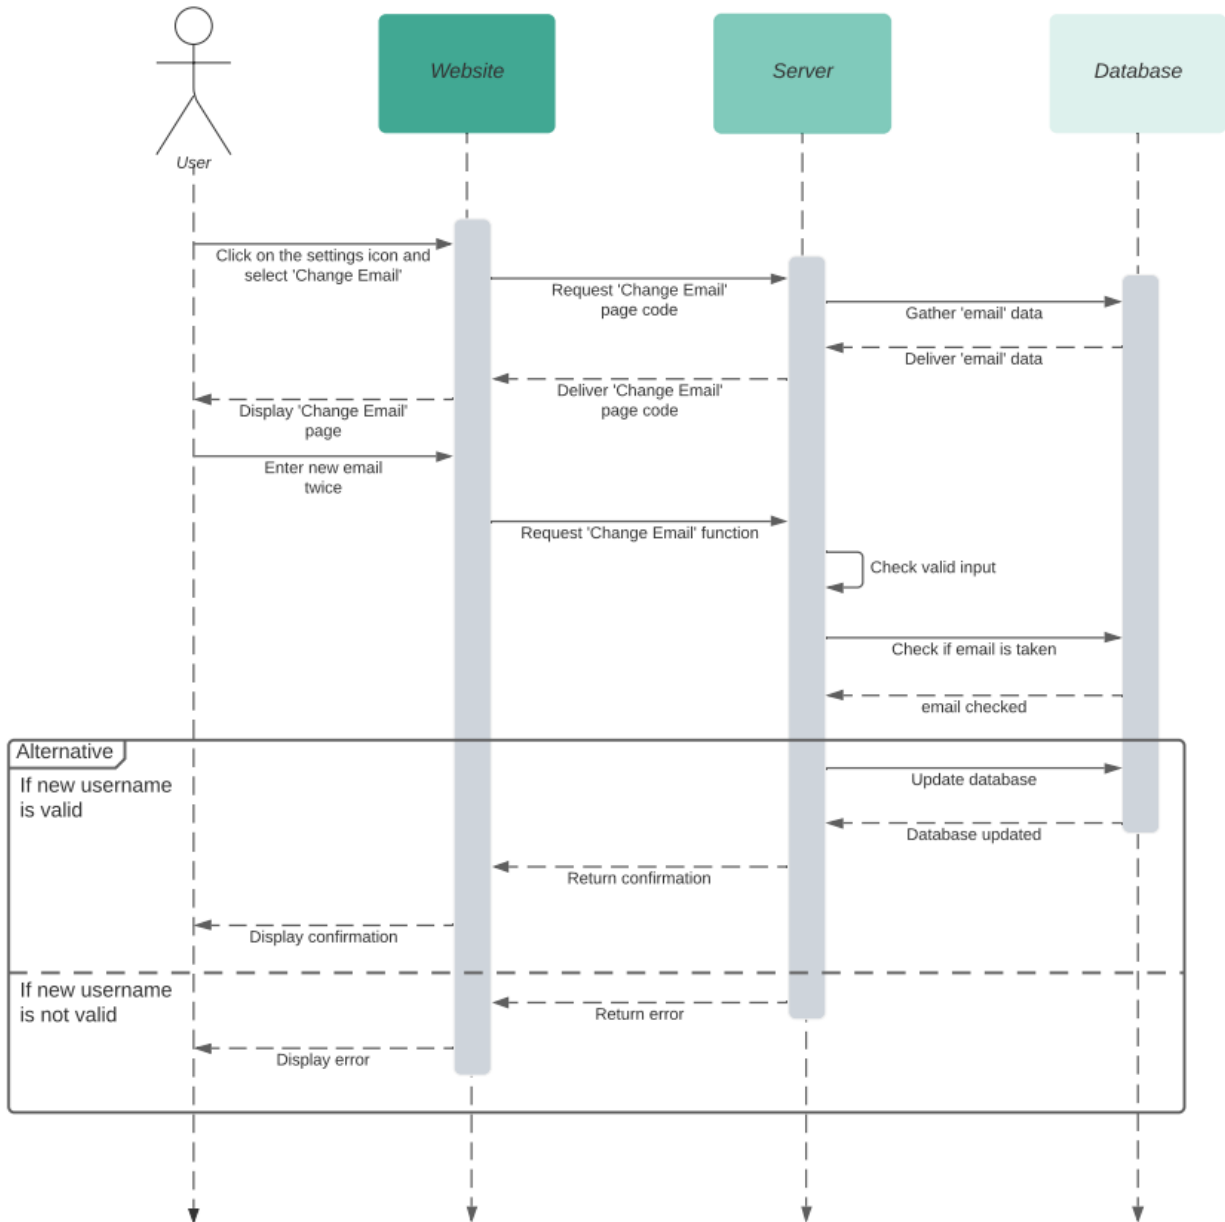 Website
Server
Database
User
Click on the settings icon and
select 'Change Email'
Request 'Change Email'
page code
Gather 'email' data
Deliver 'email' data
Deliver 'Change Email'
page code
Display 'Change Email'
page
Enter new email
twice
Request 'Change Email' function
Check valid input
Check if email is taken
email checked
Alternative
If new username
is valid
Update database
Database updated
Return confirmation
Display confirmation
If new username
is not valid
Return error
Display error